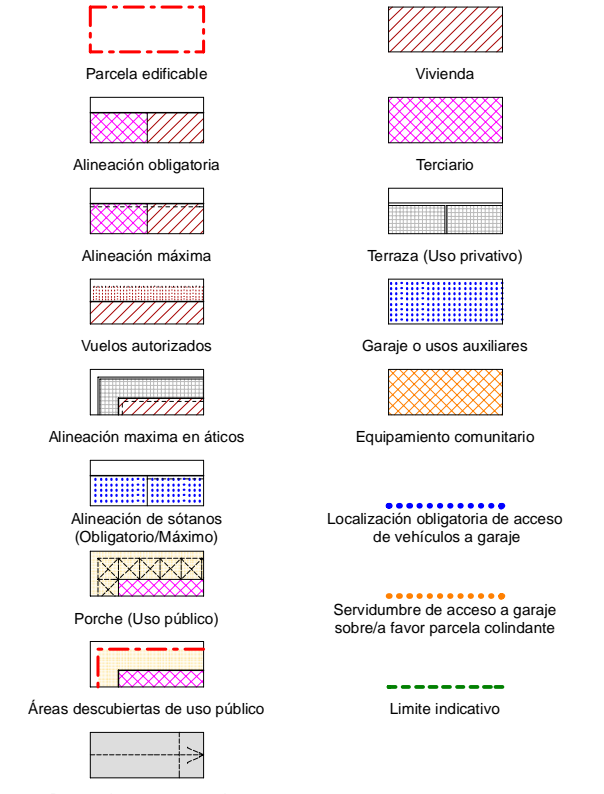 Parcela edificable
Vivienda
Alineación obligatoria
Terciario
Alineación máxima
Terraza (Uso privativo)
Vuelos autorizados
Garaje o usos auxiliares
Alineación maxima en áticos
Equipamiento comunitario
Alineación de sótanos
(Obligatorio/Máximo)
Localización obligatoria de acceso
de vehículos a garaje
Porche (Uso público)
Servidumbre de acceso a garaje
sobre/a favor parcela colindante
Áreas descubiertas de uso público
Limite indicativo